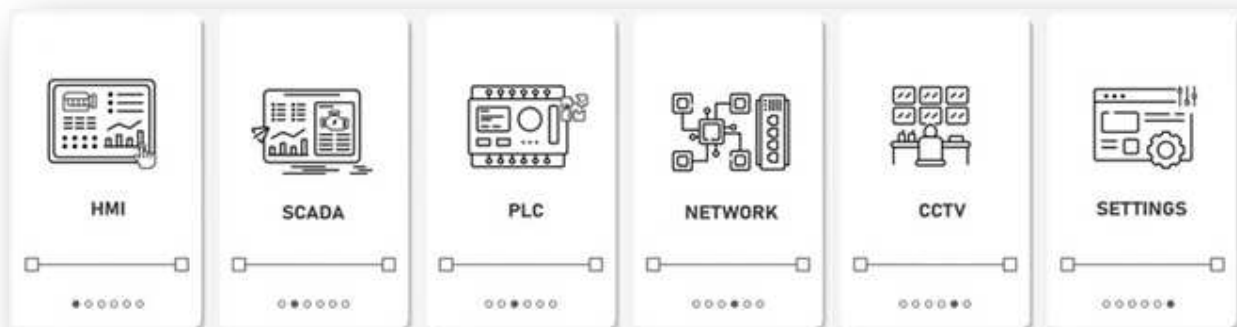 HMI
SCADA
PLC
NETWORK
CCTV
SETTINGS